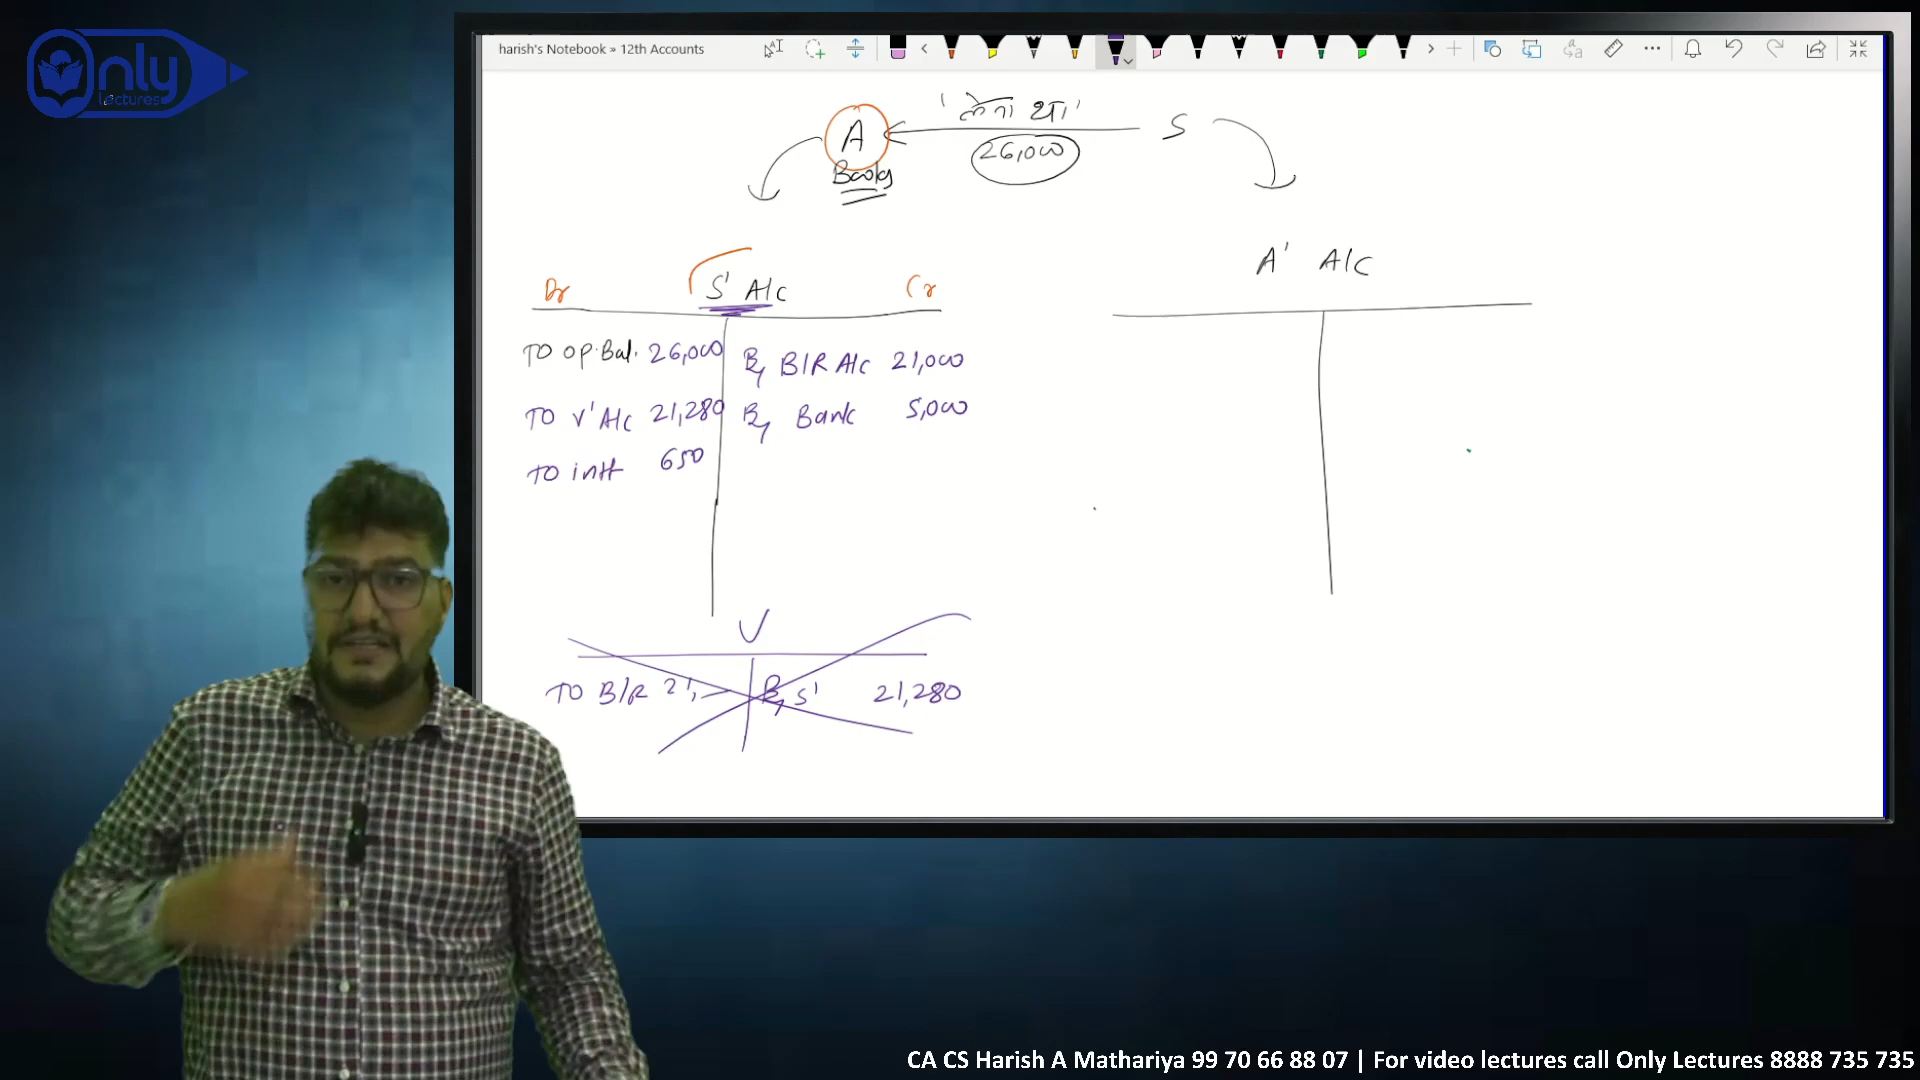 Only
Lectures
harish's Notebook » 12th Accounts
'लेना था'
A
S
26,000
Books
A' A/C
Dr
S' A/C
Cr
TO OP. Bal. 26,000
By B/R A/c 21,000
TO V' A/c 21,280
By Bank 5,000
TO intt 650
V
TO B/R 21,
By S' 21,280
CA CS Harish A Mathariya 99 70 66 88 07 | For video lectures call Only Lectures 8888 735 735